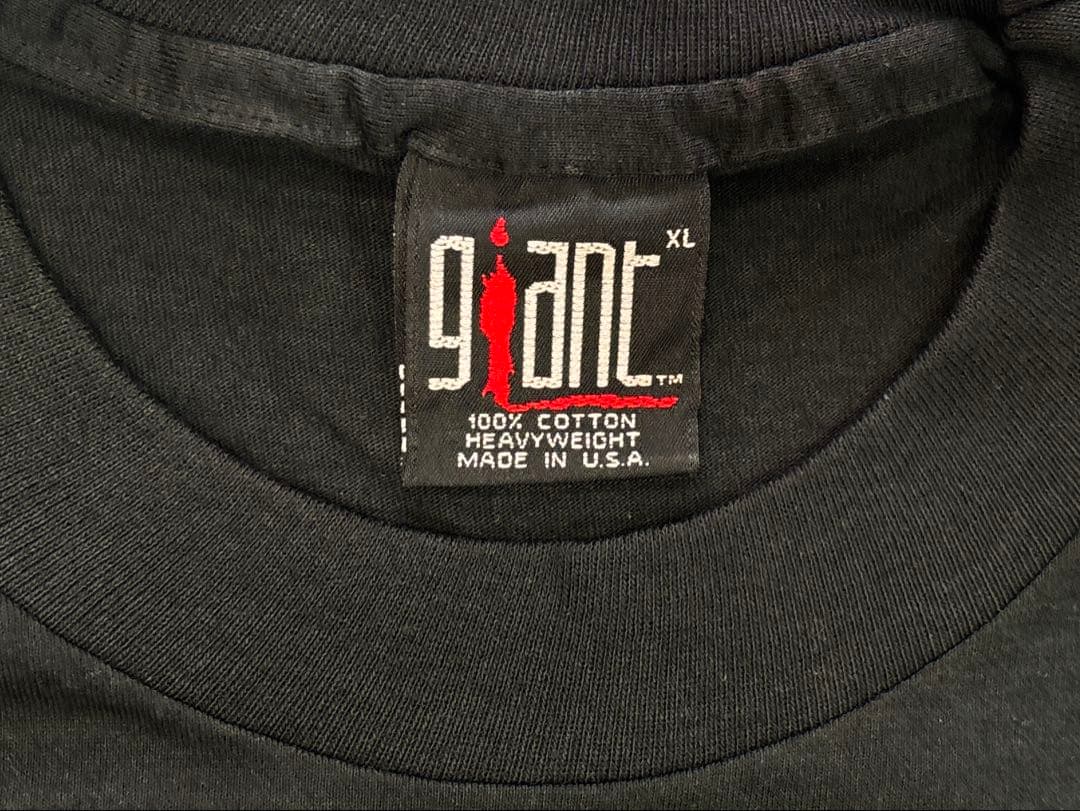 giant XL
TM
100% COTTON
HEAVYWEIGHT
MADE IN U.S.A.